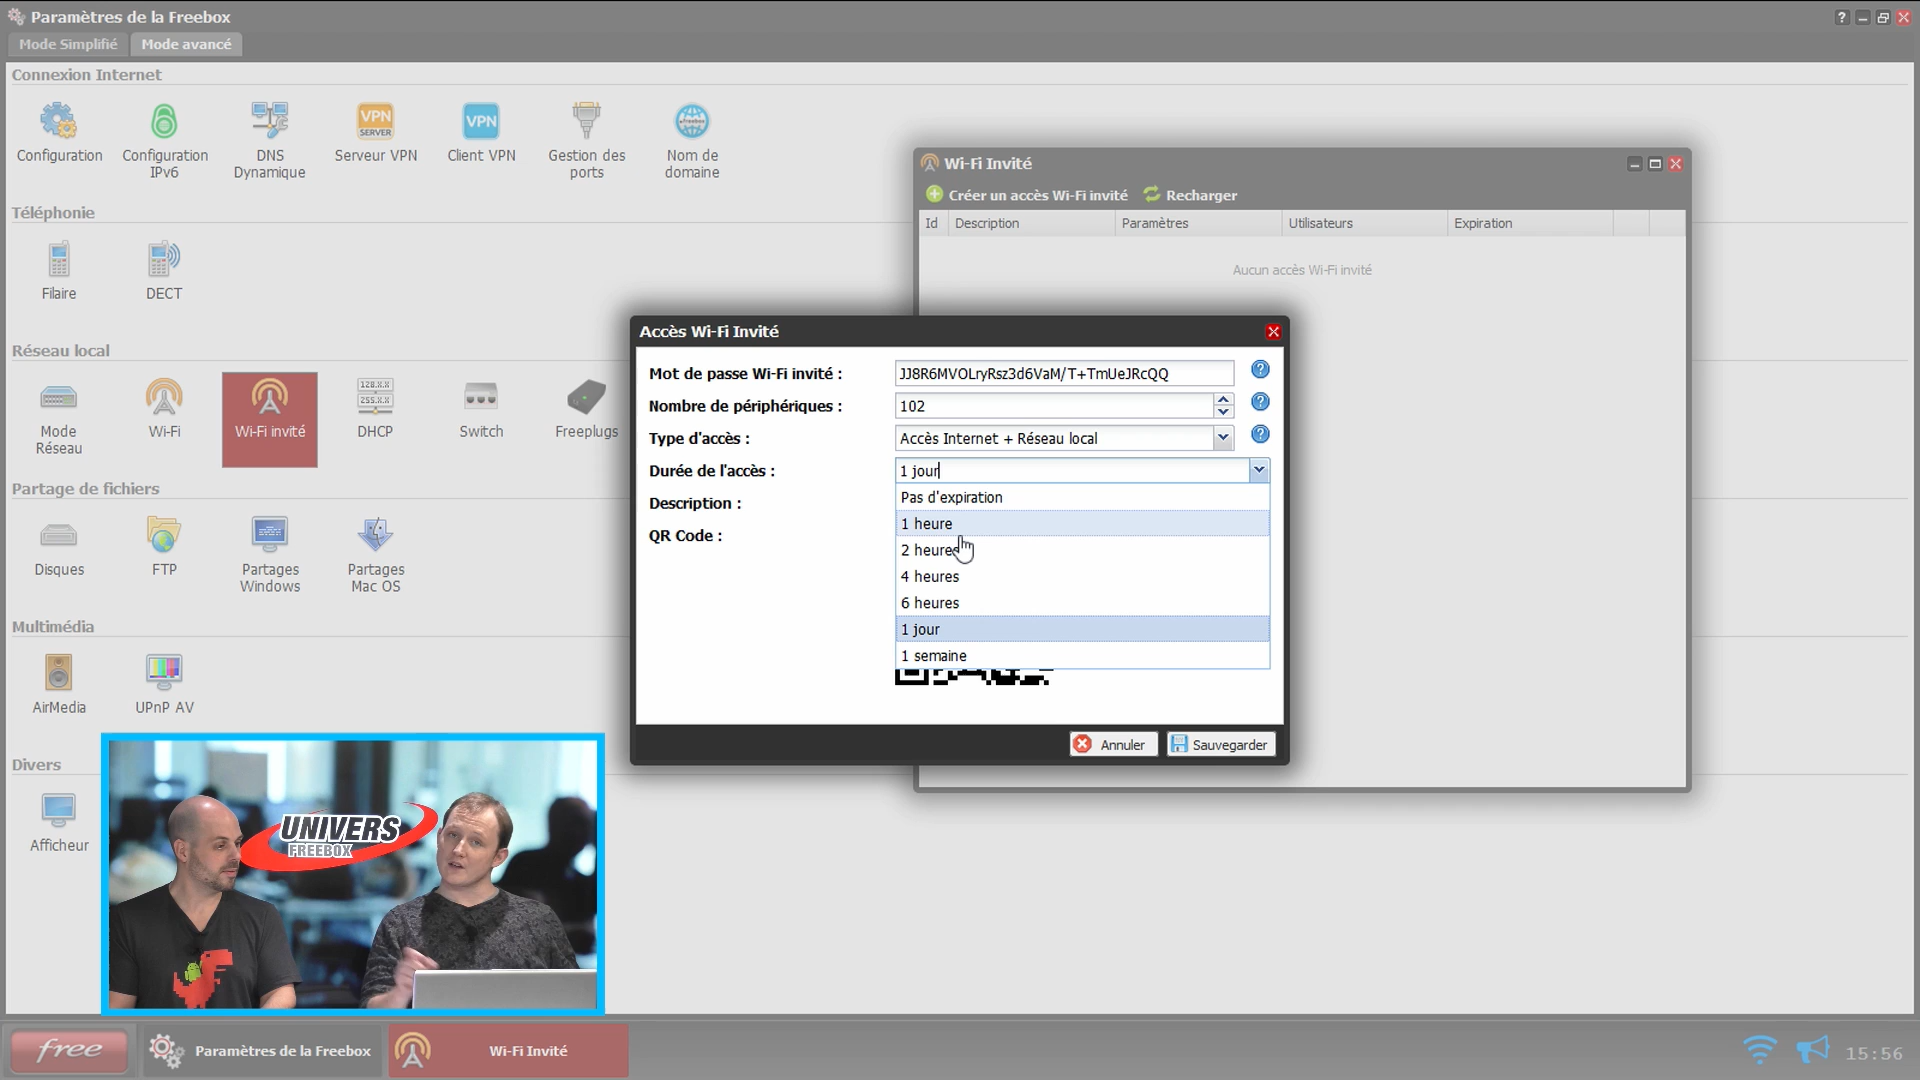 Paramètres de la Freebox
Mode Simplifié
Mode avancé
Connexion Internet
Configuration
Configuration
IPv6
DNS
Dynamique
VPN
SERVER
Serveur VPN
VPN
Client VPN
Gestion des
ports
freebox
Nom de
domaine
Téléphonie
Filaire
DECT
Réseau local
Mode
Réseau
Wi-Fi
Wi-Fi invité
128.X.X
255.X.X
DHCP
Switch
Freeplugs
Partage de fichiers
Disques
FTP
Partages
Windows
Partages
Mac OS
Multimédia
AirMedia
UPnP AV
Divers
Afficheur
Wi-Fi Invité
Créer un accès Wi-Fi invité
Recharger
Id
Description
Paramètres
Utilisateurs
Expiration
Aucun accès Wi-Fi invité
Accès Wi-Fi Invité
Mot de passe Wi-Fi invité :
JJ8R6MVOLryRsz3d6VaM/T+TmUeJRcQQ
Nombre de périphériques :
102
Type d'accès :
Accès Internet + Réseau local
Durée de l'accès :
1 jour
Description :
QR Code :
Pas d'expiration
1 heure
2 heures
4 heures
6 heures
1 jour
1 semaine
Annuler
Sauvegarder
UNIVERS
FREEBOX
free
Paramètres de la Freebox
Wi-Fi Invité
15:56